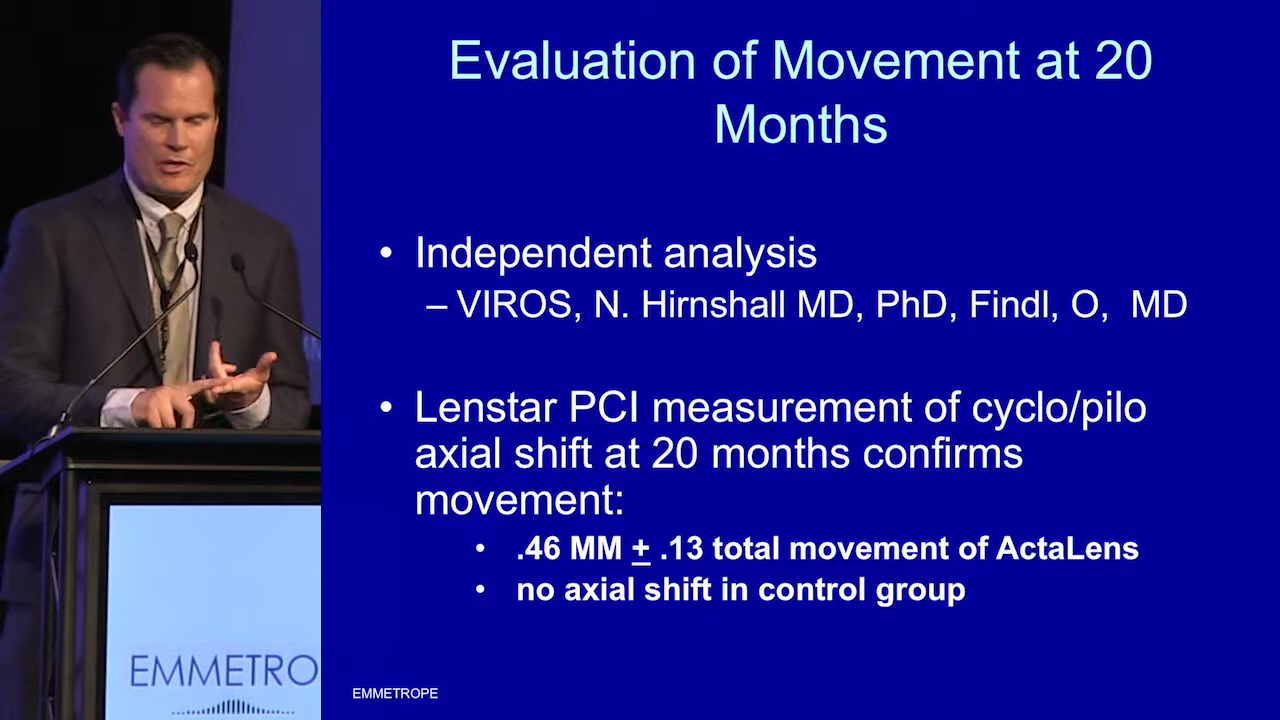 Evaluation of Movement at 20
Months
• Independent analysis
– VIROS, N. Hirnshall MD, PhD, Findl, O, MD
• Lenstar PCI measurement of cyclo/pilo
axial shift at 20 months confirms
movement:
• .46 MM ± .13 total movement of ActaLens
• no axial shift in control group
EMMETROPE
EMMETRO